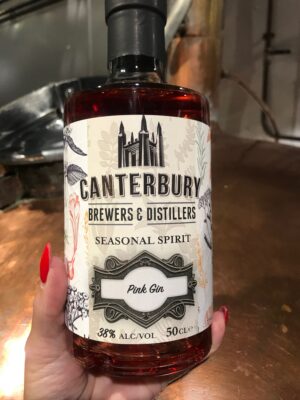 CANTERBURY
BREWERS & DISTILLERS
SEASONAL SPIRIT
Pink Gin
38% ALC/VOL 50CL℮